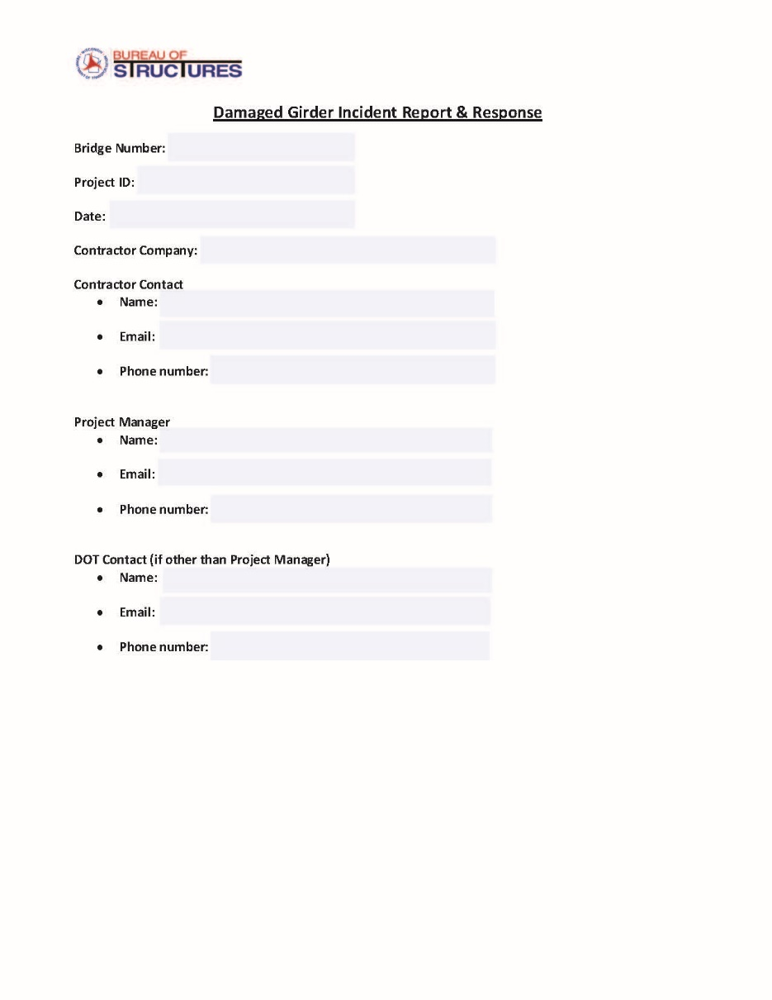 BUREAU OF
STRUCTURES
Damaged Girder Incident Report & Response
Bridge Number:
Project ID:
Date:
Contractor Company:
Contractor Contact
• Name:
• Email:
• Phone number:
Project Manager
• Name:
• Email:
• Phone number:
DOT Contact (if other than Project Manager)
• Name:
• Email:
• Phone number: